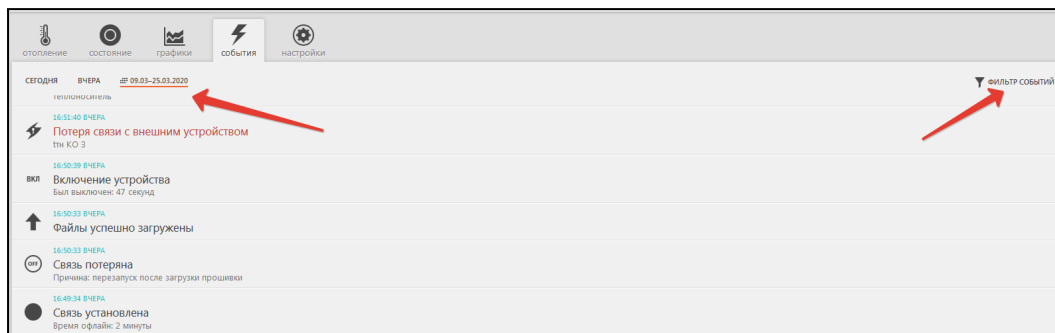 отопление состояние графики события настройки
СЕГОДНЯ ВЧЕРА 09.03–25.03.2020 ФИЛЬТР СОБЫТИЙ
теплоноситель
16:51:40 ВЧЕРА
Потеря связи с внешним устройством
ттн КО 3
16:50:39 ВЧЕРА
ВКЛ Включение устройства
Был выключен: 47 секунд
16:50:33 ВЧЕРА
Файлы успешно загружены
16:50:33 ВЧЕРА
OFF Связь потеряна
Причина: перезапуск после загрузки прошивки
16:49:34 ВЧЕРА
Связь установлена
Время офлайн: 2 минуты